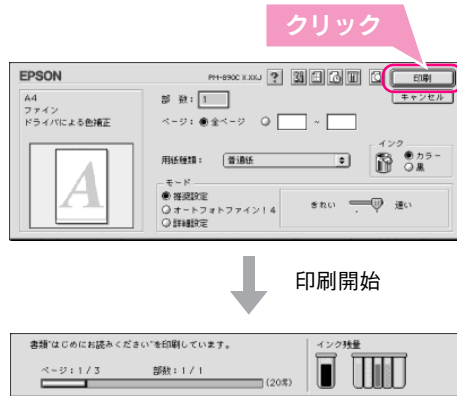 クリック
EPSON
PM-890C X.XXJ
?
印刷
キャンセル
A4
ファイン
ドライバによる色補正
部 数: 1
ページ: 全ページ ~
用紙種類: 普通紙
インク
カラー
黒
モード
推奨設定
オートフォトファイン!4
詳細設定
きれい 速い
A
印刷開始
書類"はじめにお読みください"を印刷しています。
ページ:1/3 部数:1/1
(20%)
インク残量